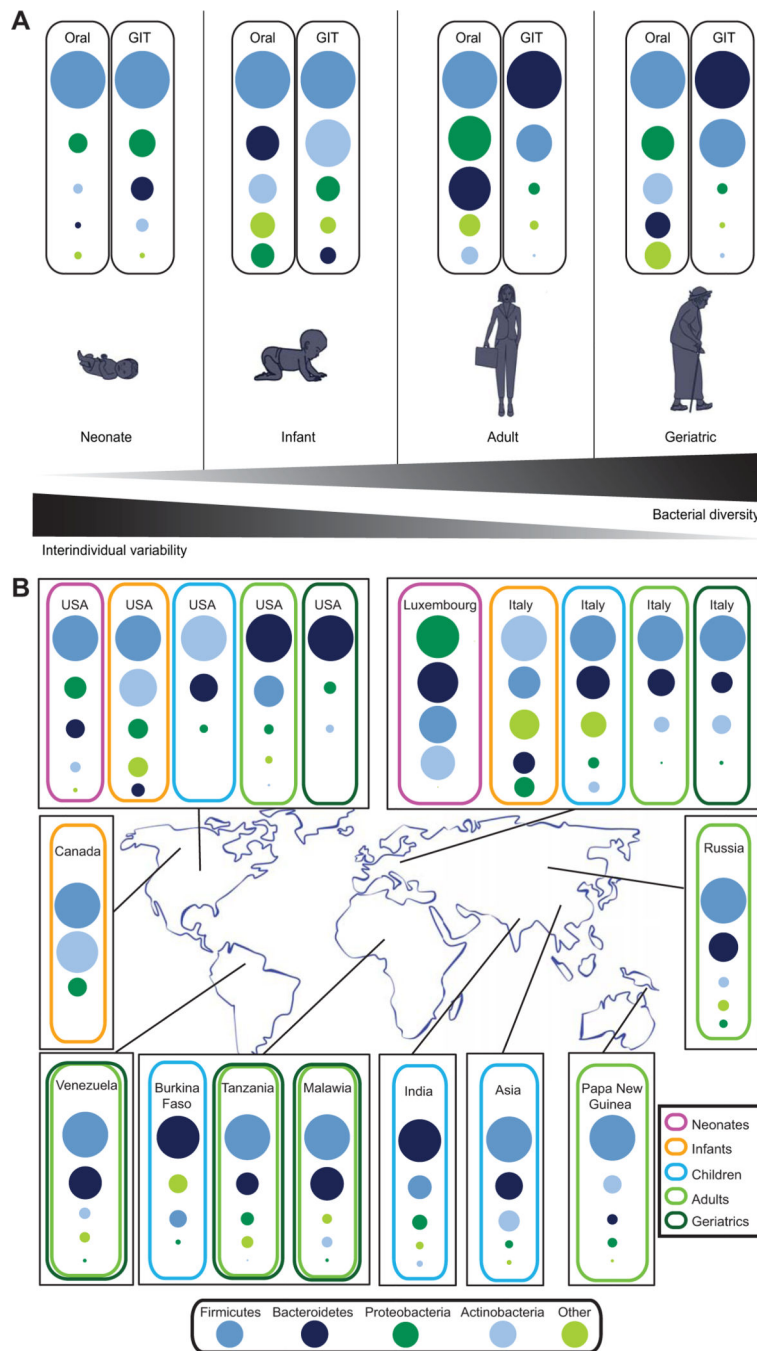 A
Oral GIT Oral GIT Oral GIT Oral GIT
Neonate Infant Adult Geriatric
Bacterial diversity
Interindividual variability
B
USA USA USA USA USA Luxembourg Italy Italy Italy Italy
Canada Russia
Venezuela Burkina Faso Tanzania Malawia India Asia Papa New Guinea
Neonates
Infants
Children
Adults
Geriatrics
Firmicutes Bacteroidetes Proteobacteria Actinobacteria Other